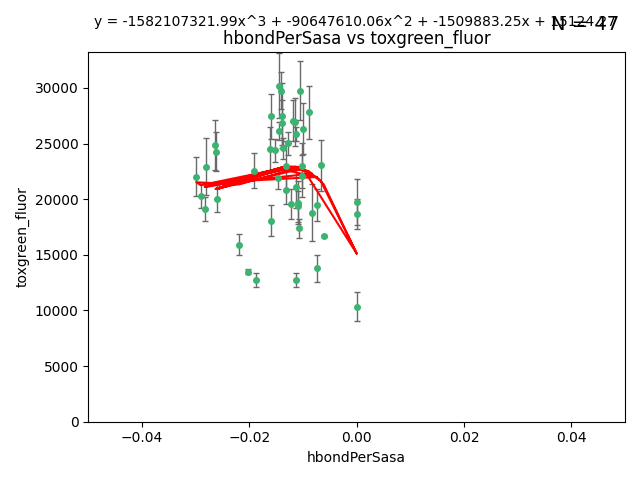 y = -1582107321.99x^3 + -90647610.06x^2 + -1509883.25x + 15124.27
N = 47
hbondPerSasa vs toxgreen_fluor
30000
25000
20000
15000
10000
5000
0
toxgreen_fluor
−0.04 −0.02 0.00 0.02 0.04
hbondPerSasa